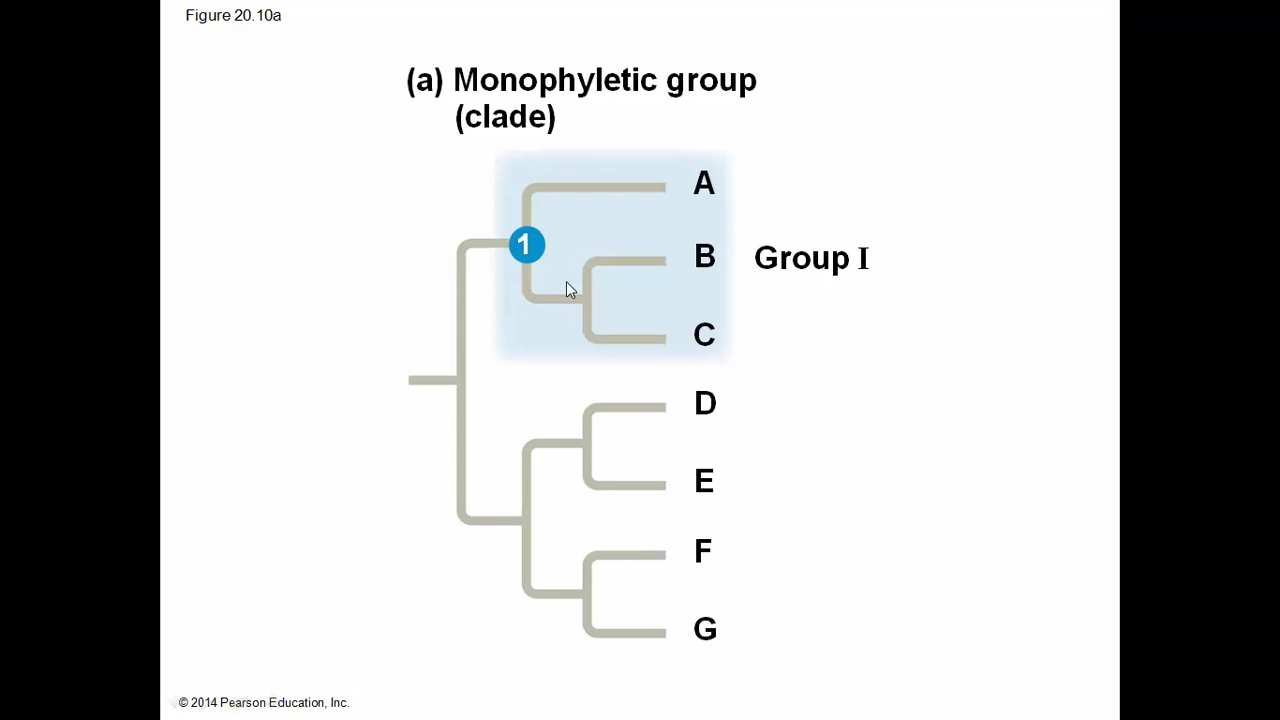 Figure 20.10a
(a) Monophyletic group
(clade)
A
1
B
Group I
C
D
E
F
G
© 2014 Pearson Education, Inc.